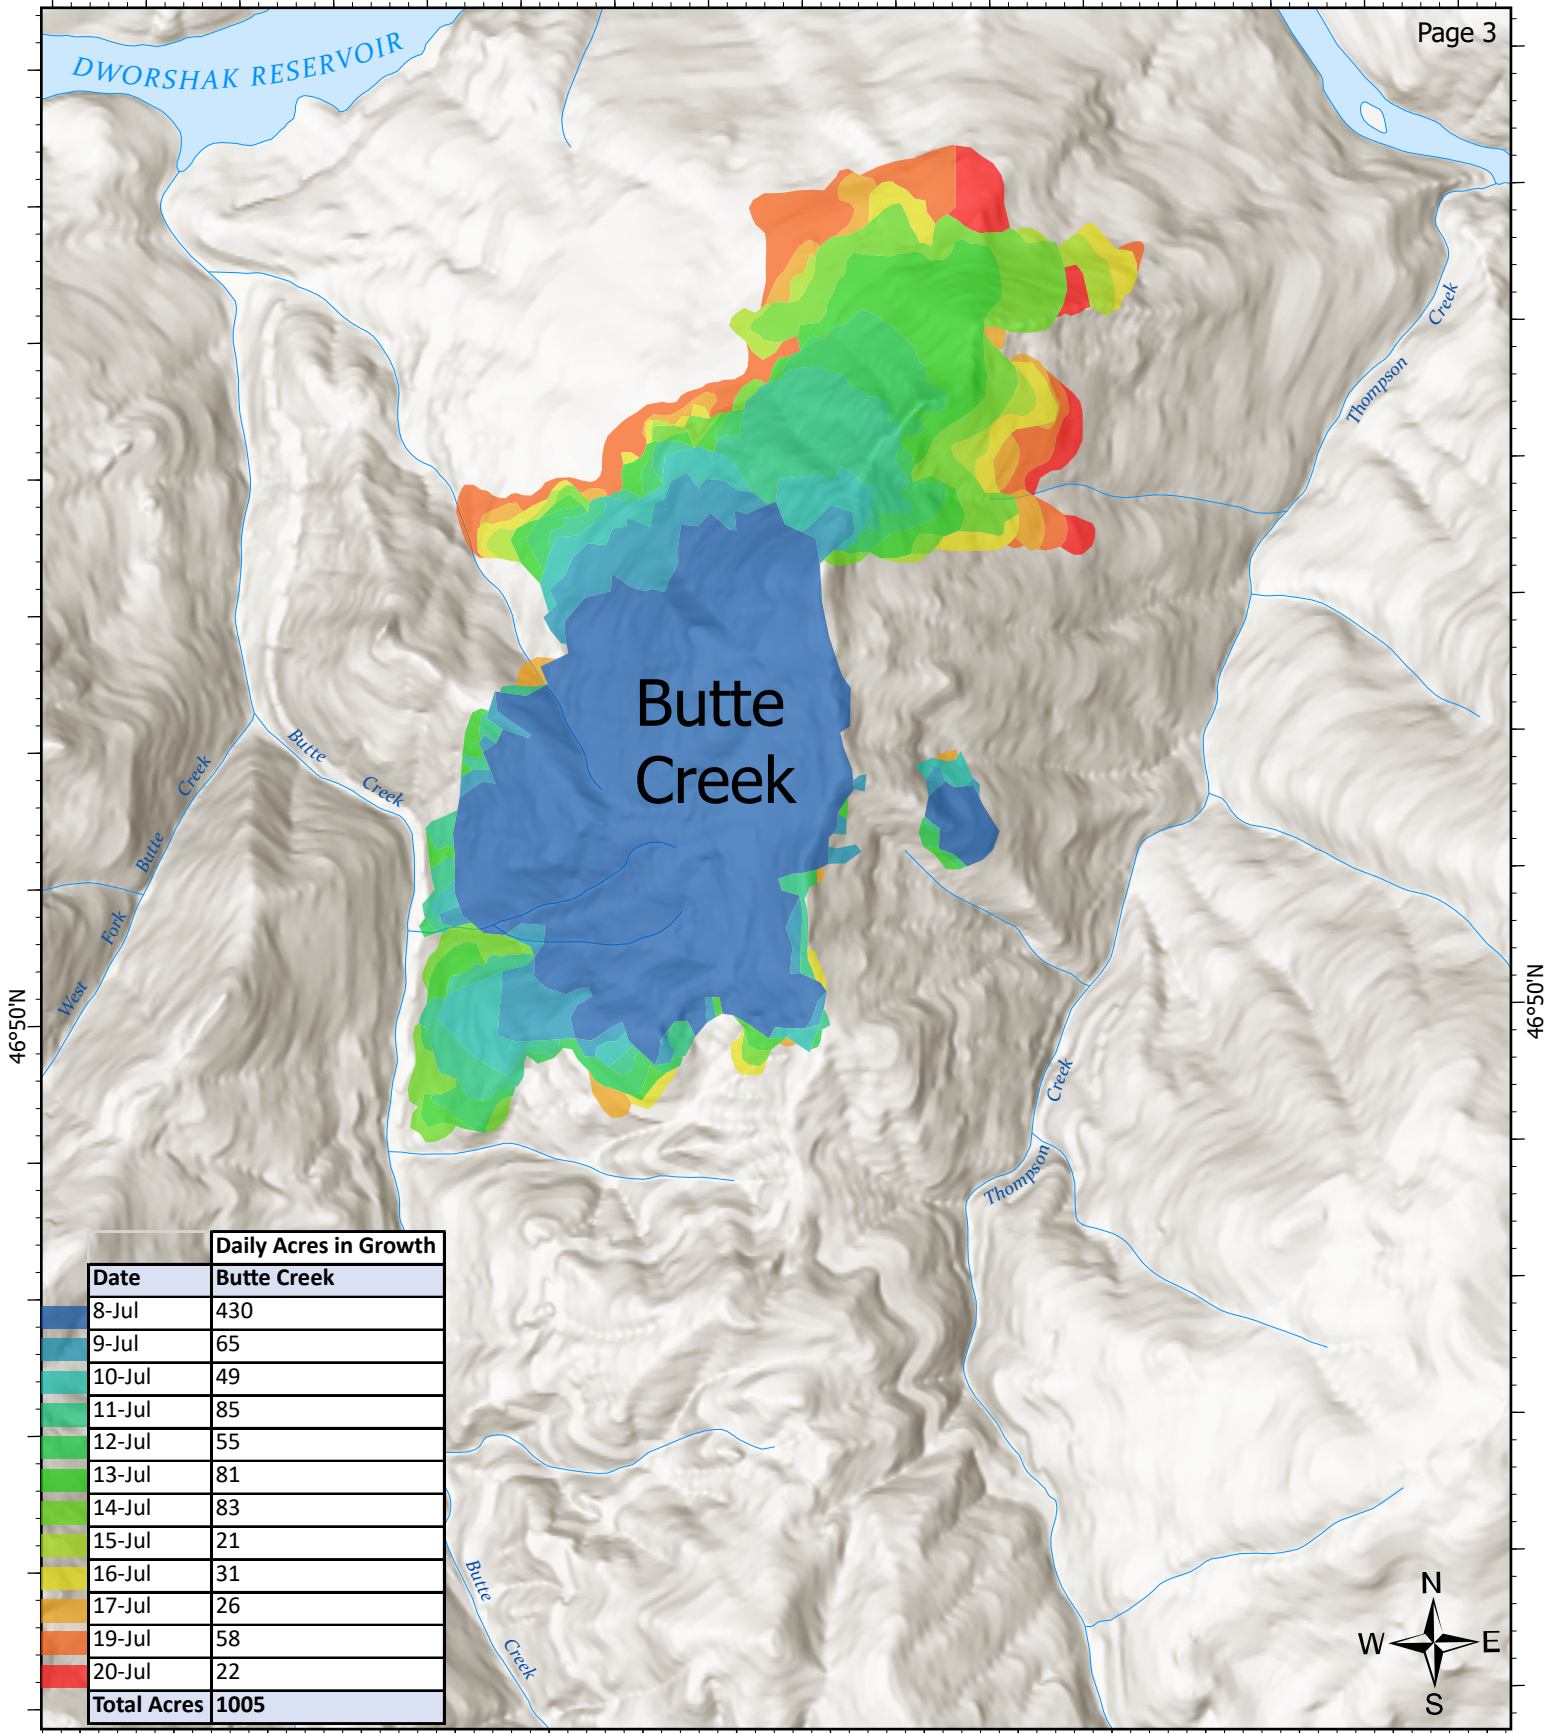 Page 3
DWORSHAK RESERVOIR
Creek
Thompson
Butte
Creek
Butte
Creek
Creek
Butte
Fork
West
46°50'N
46°50'N
Creek
Thompson
Daily Acres in Growth
Date Butte Creek
8-Jul 430
9-Jul 65
10-Jul 49
11-Jul 85
12-Jul 55
13-Jul 81
14-Jul 83
15-Jul 21
16-Jul 31
17-Jul 26
19-Jul 58
20-Jul 22
Total Acres 1005
Butte
Creek
N
W E
S